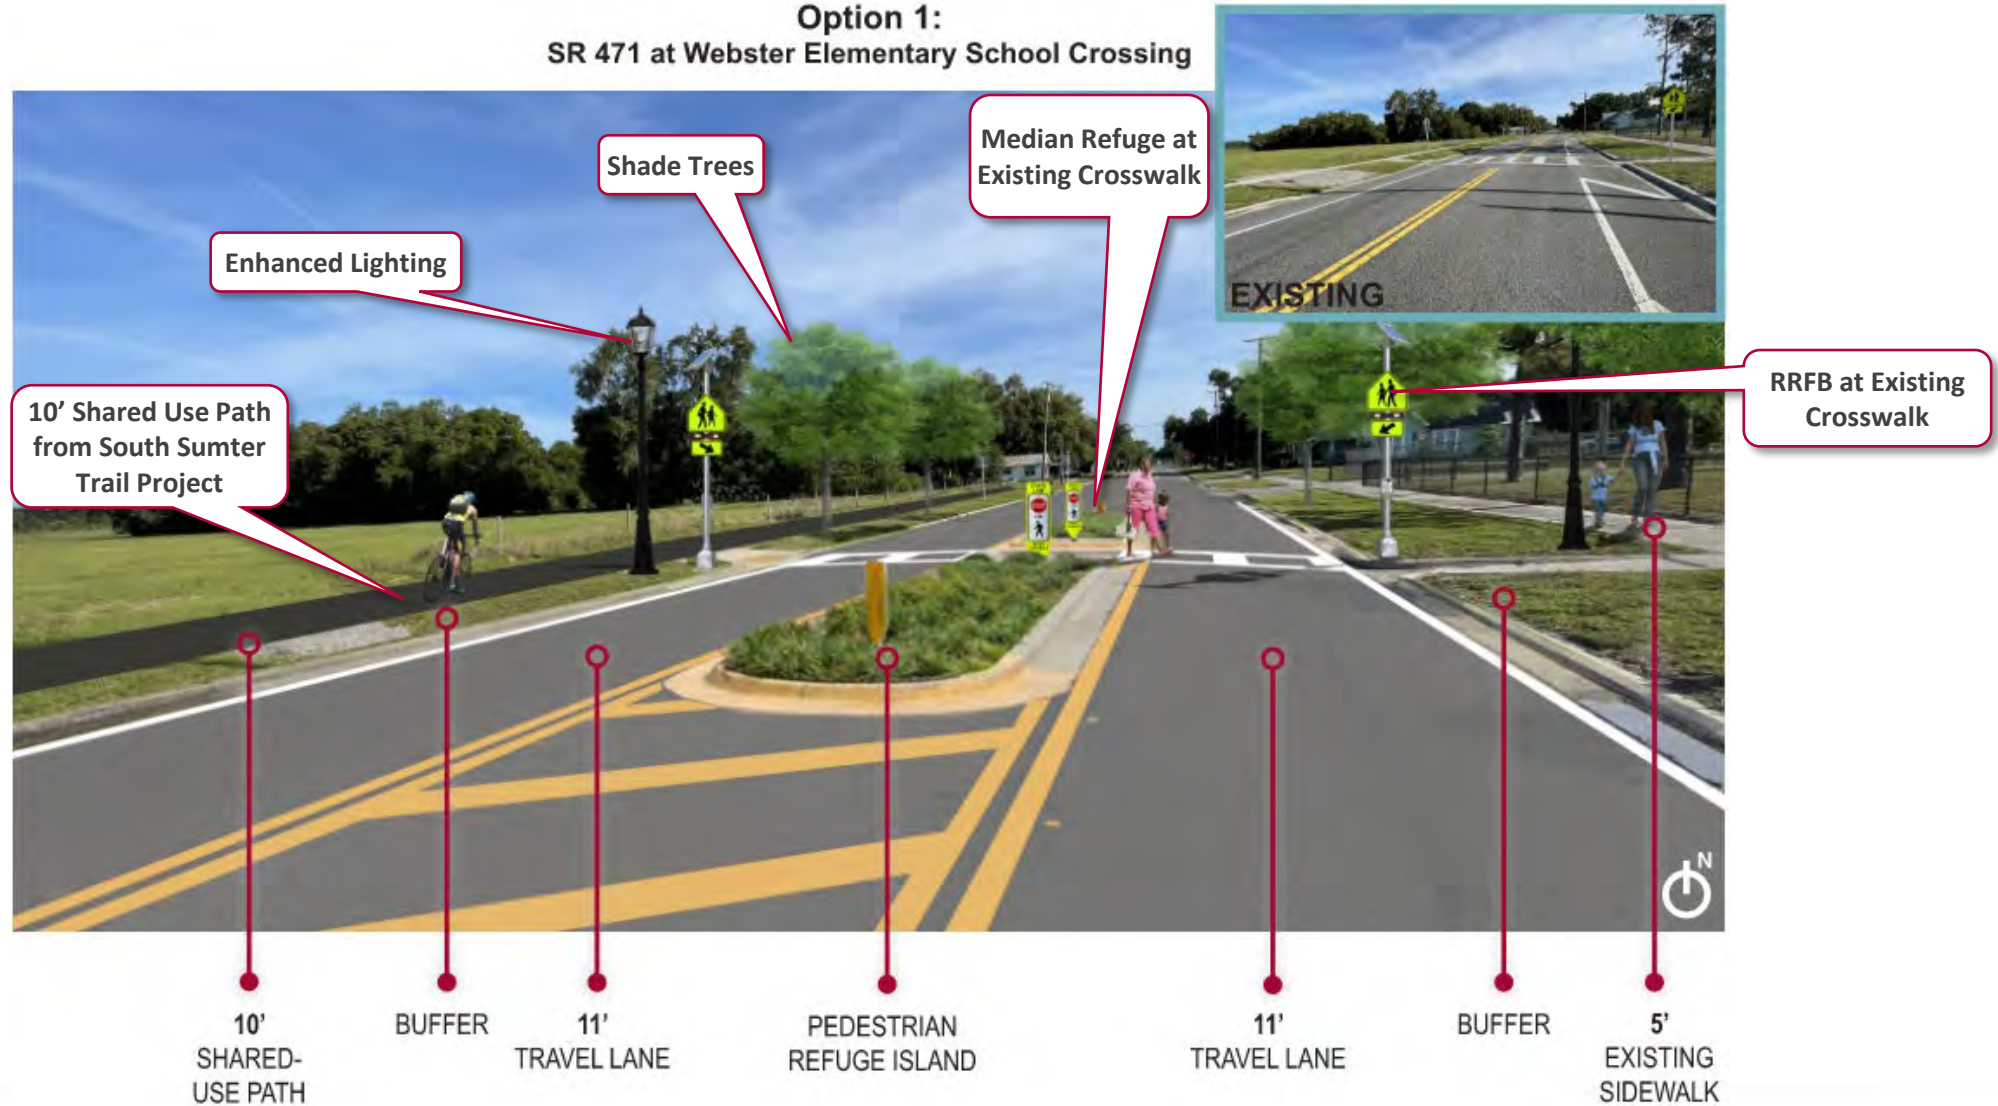 Option 1:
SR 471 at Webster Elementary School Crossing
EXISTING
Median Refuge at
Existing Crosswalk
Shade Trees
Enhanced Lighting
RRFB at Existing
Crosswalk
10’ Shared Use Path
from South Sumter
Trail Project
N
10’
SHARED-
USE PATH
BUFFER
11’
TRAVEL LANE
PEDESTRIAN
REFUGE ISLAND
11’
TRAVEL LANE
BUFFER
5’
EXISTING
SIDEWALK